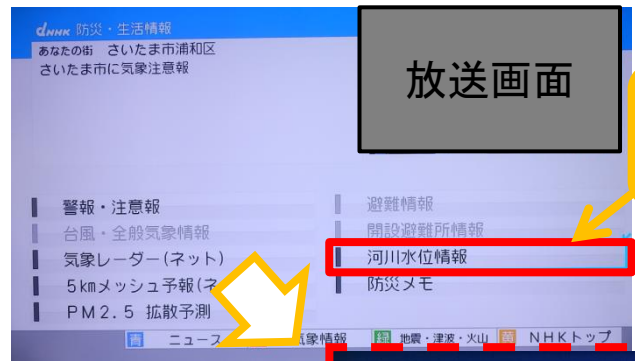 dNHK 防災・生活情報
あなたの街 さいたま市浦和区
さいたま市に気象注意報
放送画面
警報・注意報
避難情報
台風・全般気象情報
開設避難所情報
気象レーダー(ネット)
河川水位情報
5kmメッシュ予報(ネ
防災メモ
PM2.5 拡散予測
青 ニュース 気象情報 緑 地震・津波・火山 黄 NHKトップ